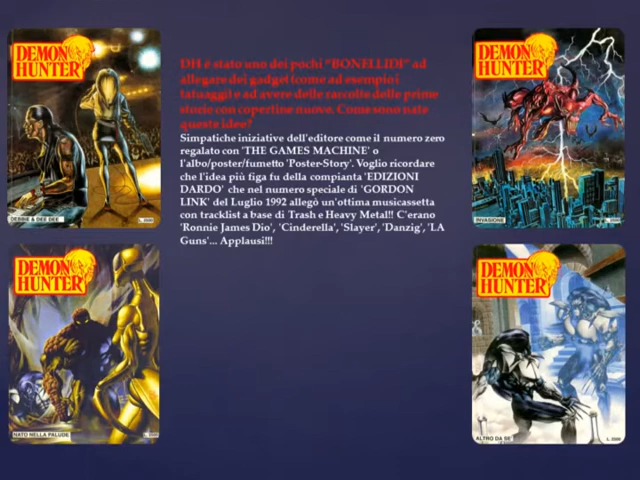 DEMON
HUNTER
DEBBIE & DEE DEE
L. 3500
DH è stato uno dei pochi "BONELLIDI" ad
allegare dei gadget(come ad esempio i
tatuaggi) e ad avere delle raccolte delle prime
storie con copertine nuove. Come sono nate
queste idee?
Simpatiche iniziative dell'editore come il numero zero
regalato con 'THE GAMES MACHINE' o
l'albo/poster/fumetto 'Poster-Story'. Voglio ricordare
che l'idea più figa fu della compianta 'EDIZIONI
DARDO' che nel numero speciale di 'GORDON
LINK' del Luglio 1992 allegò un'ottima musicassetta
con tracklist a base di Trash e Heavy Metal!! C'erano
'Ronnie James Dio', 'Cinderella', 'Slayer', 'Danzig', 'LA
Guns'... Applausi!!!
DEMON
HUNTER
INVASIONE
DEMON
HUNTER
NATO NELLA PALUDE
DEMON
HUNTER
ALTRO DA SE'